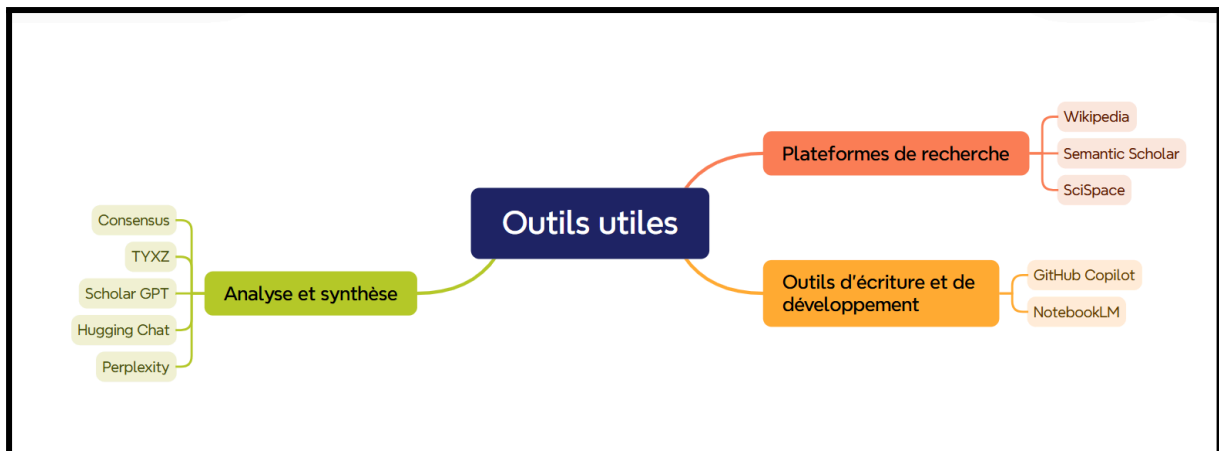 Outils utiles
Plateformes de recherche
Wikipedia
Semantic Scholar
SciSpace
Outils d'écriture et de
développement
GitHub Copilot
NotebookLM
Analyse et synthèse
Consensus
TYXZ
Scholar GPT
Hugging Chat
Perplexity